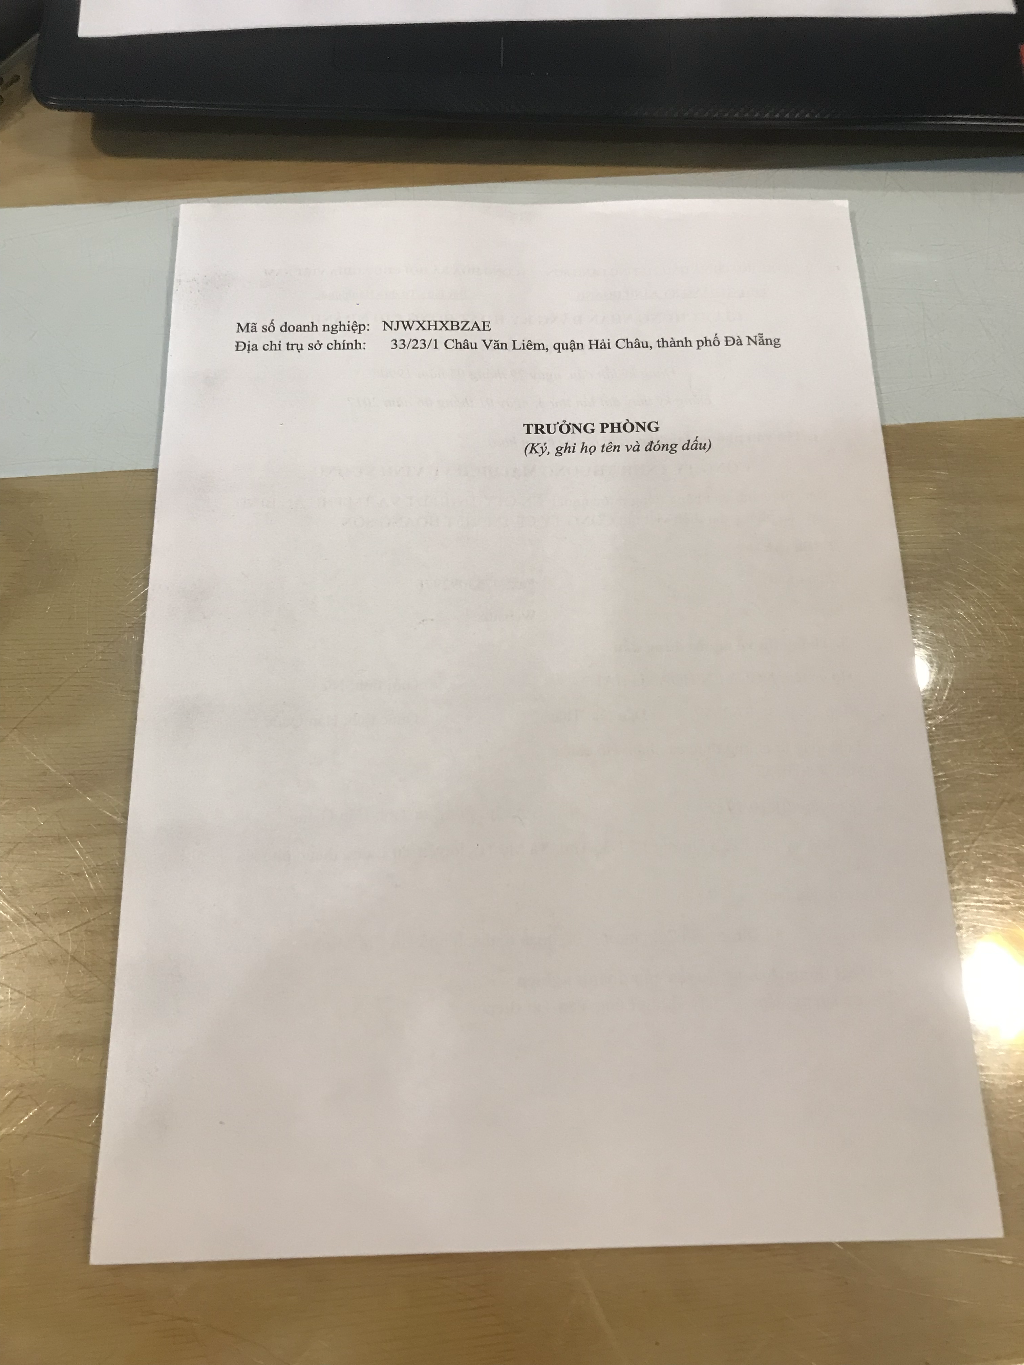 Mã số doanh nghiệp: NJWXHXBZAE
Địa chỉ trụ sở chính: 33/23/1 Châu Văn Liêm, quận Hải Châu, thành phố Đà Nẵng
TRƯỞNG PHÒNG
(Ký, ghi họ tên và đóng dấu)